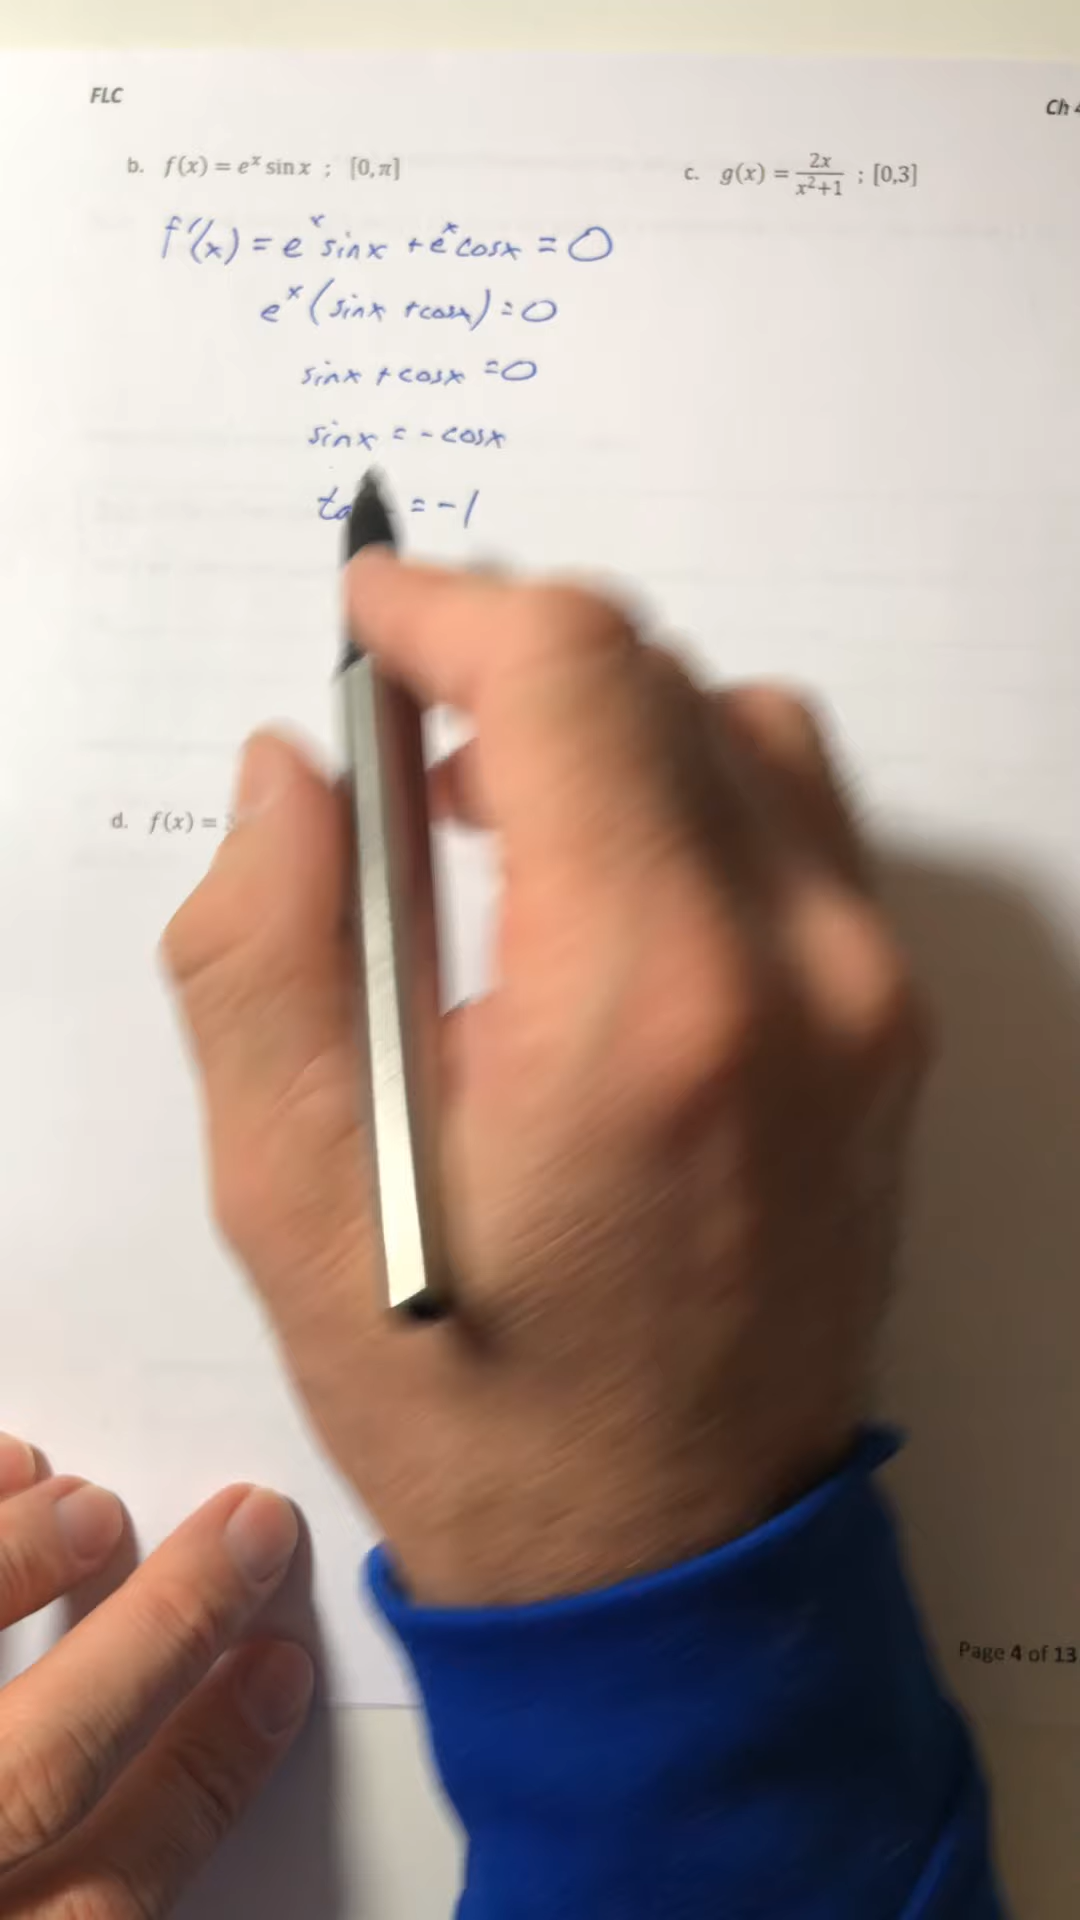 FLC
Ch 4
b. f(x) = e^x sin x ; [0, π]
c. g(x) = 2x/(x²+1) ; [0,3]
f'(x) = e^x sinx + e^x cosx = 0
e^x (sinx + cosx) = 0
sinx + cosx = 0
sinx = - cosx
= -1
d. f(x) =
Page 4 of 13